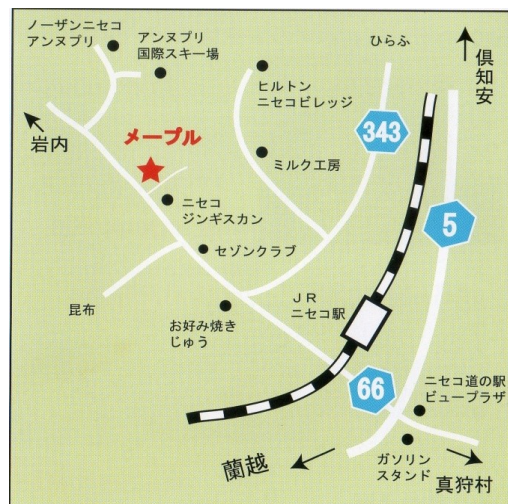 ノーザンニセコ
アンヌプリ
アンヌプリ
国際スキー場
ひらふ
倶知安
ヒルトン
ニセコビレッジ
岩内
メープル
343
ミルク工房
ニセコ
ジンギスカン
5
セゾンクラブ
昆布
お好み焼き
じゅう
JR
ニセコ駅
66
ニセコ道の駅
ビュープラザ
ガソリン
スタンド
蘭越
真狩村